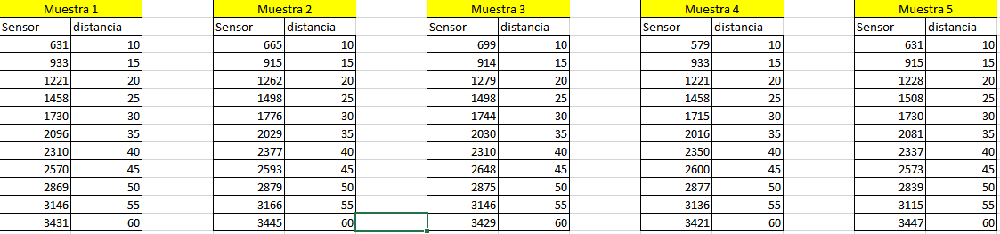 Muestra 1 Muestra 2 Muestra 3 Muestra 4 Muestra 5
Sensor distancia Sensor distancia Sensor distancia Sensor distancia Sensor distancia
631 10 665 10 699 10 579 10 631 10
933 15 915 15 914 15 933 15 915 15
1221 20 1262 20 1279 20 1221 20 1228 20
1458 25 1498 25 1498 25 1458 25 1508 25
1730 30 1776 30 1744 30 1715 30 1730 30
2096 35 2029 35 2030 35 2016 35 2081 35
2310 40 2377 40 2310 40 2350 40 2337 40
2570 45 2593 45 2648 45 2600 45 2573 45
2869 50 2879 50 2875 50 2877 50 2839 50
3146 55 3166 55 3146 55 3136 55 3115 55
3431 60 3445 60 3429 60 3421 60 3447 60